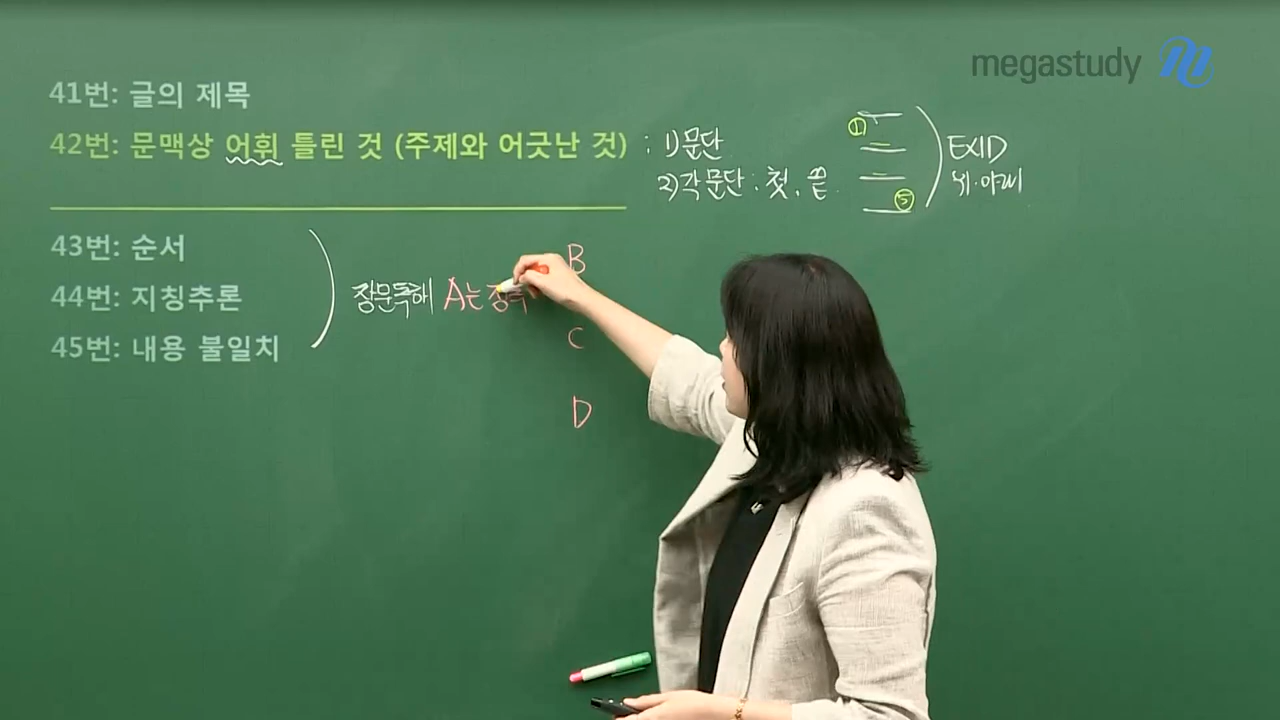 megastudy
41번: 글의 제목
42번: 문맥상 어휘 틀린 것 (주제와 어긋난 것) : 1) 문단
2) 각 문단 : 첫, 끝.
①
⑤
EXID
위·아래
43번: 순서
44번: 지칭추론
45번: 내용 불일치
장문독해 A는
B
C
D